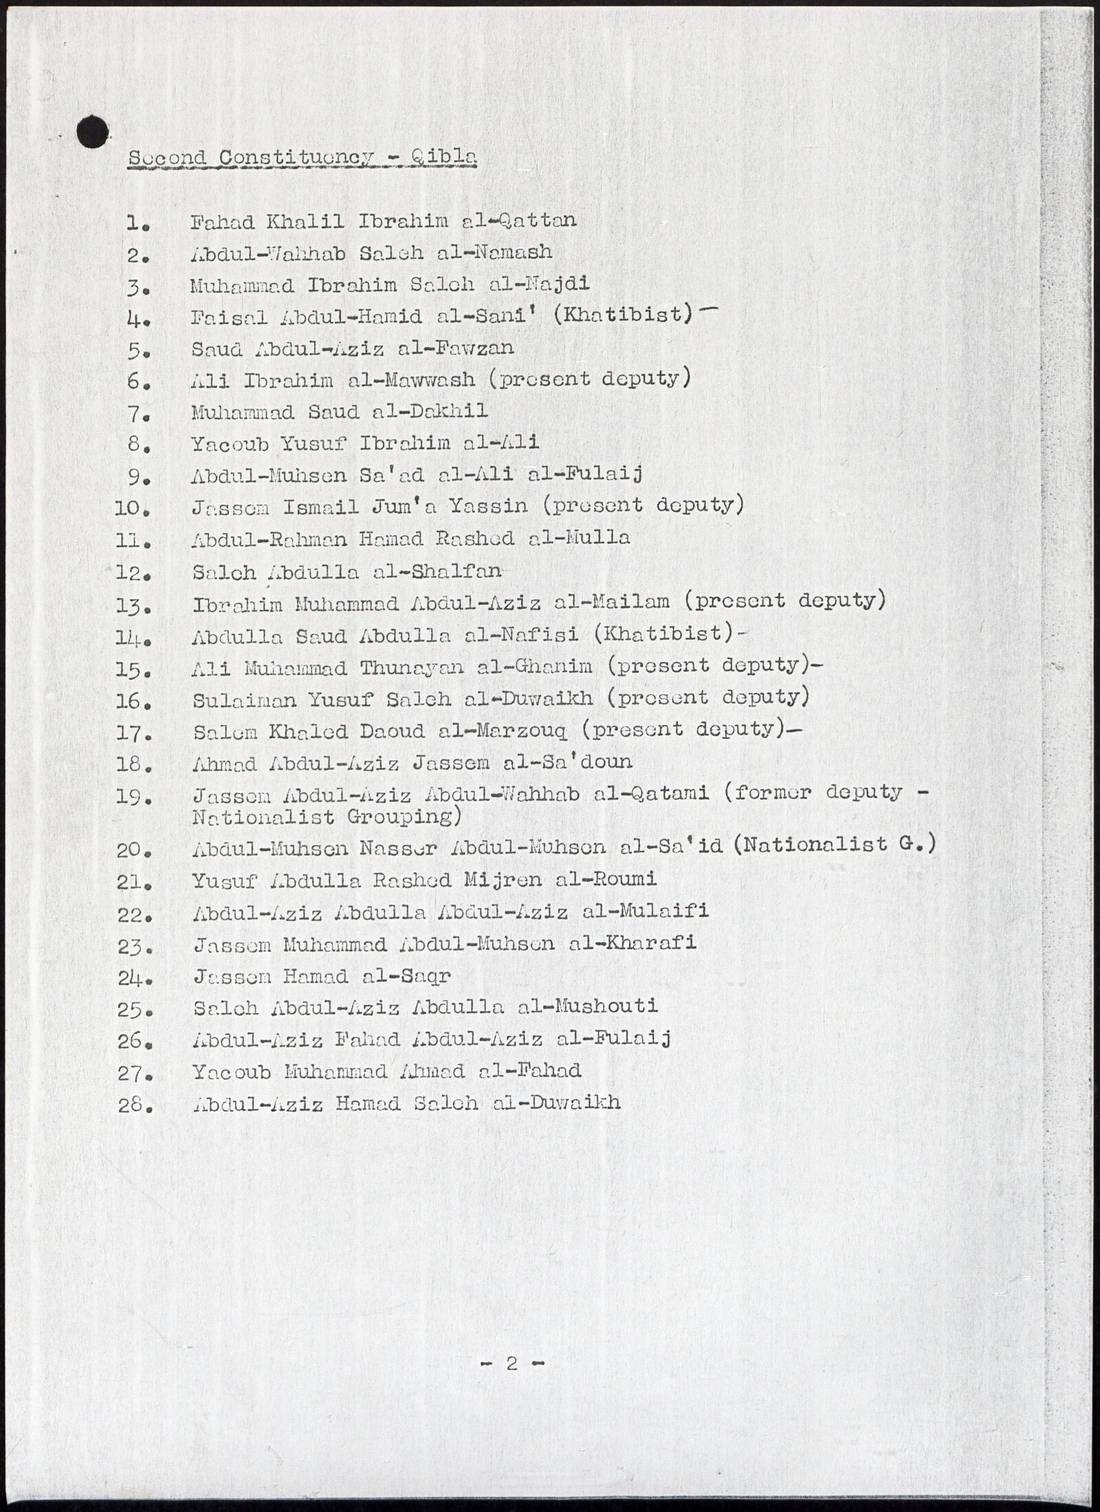 Second Constituency - Qibla
1. Fahad Khalil Ibrahim al-Qattan
2. Abdul-Wahhab Saleh al-Namash
3. Muhammad Ibrahim Saleh al-Najdi
4. Faisal Abdul-Hamid al-Sani' (Khatibist) -
5. Saud Abdul-Aziz al-Fawzan
6. Ali Ibrahim al-Mawwash (present deputy)
7. Muhammad Saud al-Dakhil
8. Yacoub Yusuf Ibrahim al-Ali
9. Abdul-Muhsen Sa'ad al-Ali al-Fulaij
10. Jassem Ismail Jum'a Yassin (present deputy)
11. Abdul-Rahman Hamad Rashed al-Mulla
12. Saleh Abdulla al-Shalfan
13. Ibrahim Muhammad Abdul-Aziz al-Mailam (present deputy)
14. Abdulla Saud Abdulla al-Nafisi (Khatibist)-
15. Ali Muhammad Thunayan al-Ghanim (present deputy)-
16. Sulaiman Yusuf Saleh al-Duwaikh (present deputy)
17. Salem Khaled Daoud al-Marzouq (present deputy)-
18. Ahmad Abdul-Aziz Jassem al-Sa'doun
19. Jassem Abdul-Aziz Abdul-Wahhab al-Qatami (former deputy -
Nationalist Grouping)
20. Abdul-Muhsen Nasser Abdul-Muhsen al-Sa'id (Nationalist G.)
21. Yusuf Abdulla Rashed Mijren al-Roumi
22. Abdul-Aziz Abdulla Abdul-Aziz al-Mulaifi
23. Jassem Muhammad Abdul-Muhsen al-Kharafi
24. Jassem Hamad al-Saqr
25. Saleh Abdul-Aziz Abdulla al-Mushouti
26. Abdul-Aziz Fahad Abdul-Aziz al-Fulaij
27. Yacoub Muhammad Ahmad al-Fahad
28. Abdul-Aziz Hamad Saleh al-Duwaikh
- 2 -